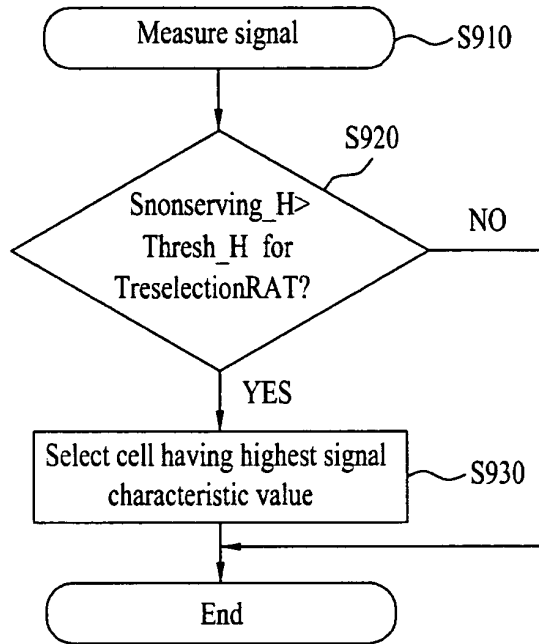 Measure signal
S910
S920
Snonserving_H>
Thresh_H for
TreselectionRAT?
NO
YES
Select cell having highest signal
characteristic value
S930
End